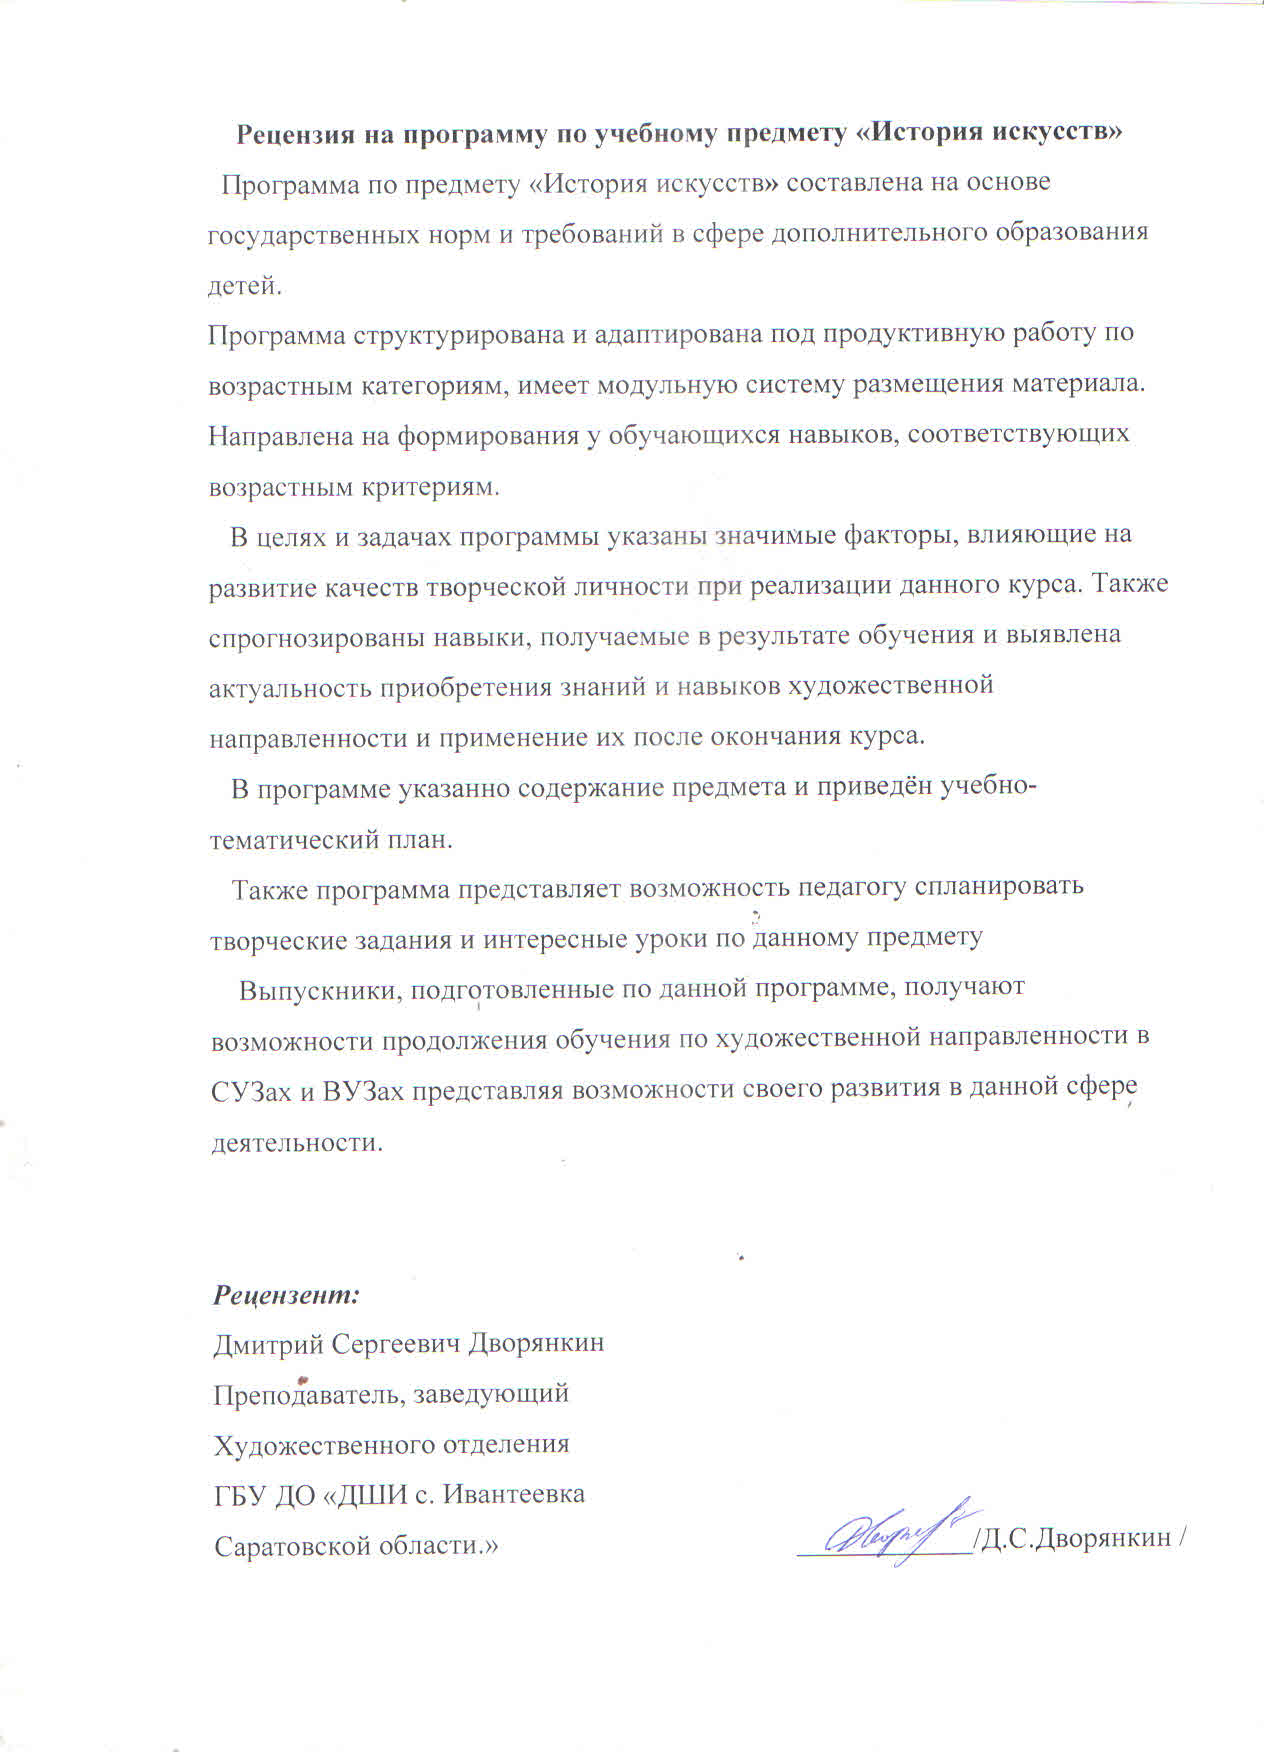 Рецензия на программу по учебному предмету «История искусств»
Программа по предмету «История искусств» составлена на основе
государственных норм и требований в сфере дополнительного образования
детей.
Программа структурирована и адаптирована под продуктивную работу по
возрастным категориям, имеет модульную систему размещения материала.
Направлена на формирования у обучающихся навыков, соответствующих
возрастным критериям.
В целях и задачах программы указаны значимые факторы, влияющие на
развитие качеств творческой личности при реализации данного курса. Также
спрогнозированы навыки, получаемые в результате обучения и выявлена
актуальность приобретения знаний и навыков художественной
направленности и применение их после окончания курса.
В программе указанно содержание предмета и приведён учебно-
тематический план.
Также программа представляет возможность педагогу спланировать
творческие задания и интересные уроки по данному предмету
Выпускники, подготовленные по данной программе, получают
возможности продолжения обучения по художественной направленности в
СУЗах и ВУЗах представляя возможности своего развития в данной сфере
деятельности.
Рецензент:
Дмитрий Сергеевич Дворянкин
Преподаватель, заведующий
Художественного отделения
ГБУ ДО «ДШИ с. Ивантеевка
Саратовской области.» /Д.С.Дворянкин /